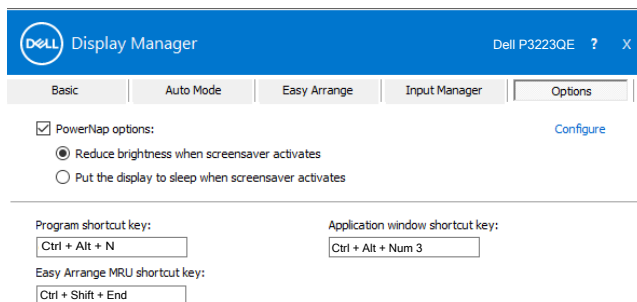 DELL Display Manager Dell P3223QE ? X
Basic Auto Mode Easy Arrange Input Manager Options
PowerNap options: Configure
Reduce brightness when screensaver activates
Put the display to sleep when screensaver activates
Program shortcut key: Application window shortcut key:
Ctrl + Alt + N Ctrl + Alt + Num 3
Easy Arrange MRU shortcut key:
Ctrl + Shift + End